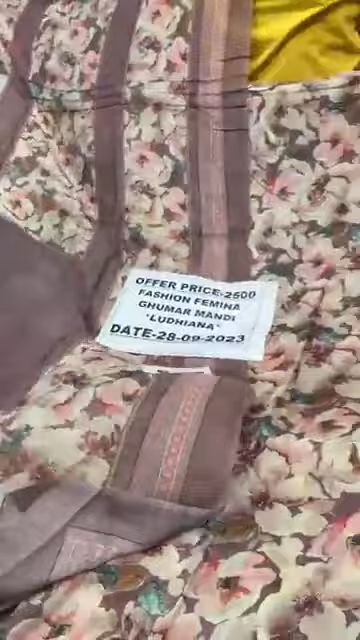 OFFER PRICE-2500
FASHION FEMINA
GHUMAR MANDI
"LUDHIANA"
DATE-28-09-2023